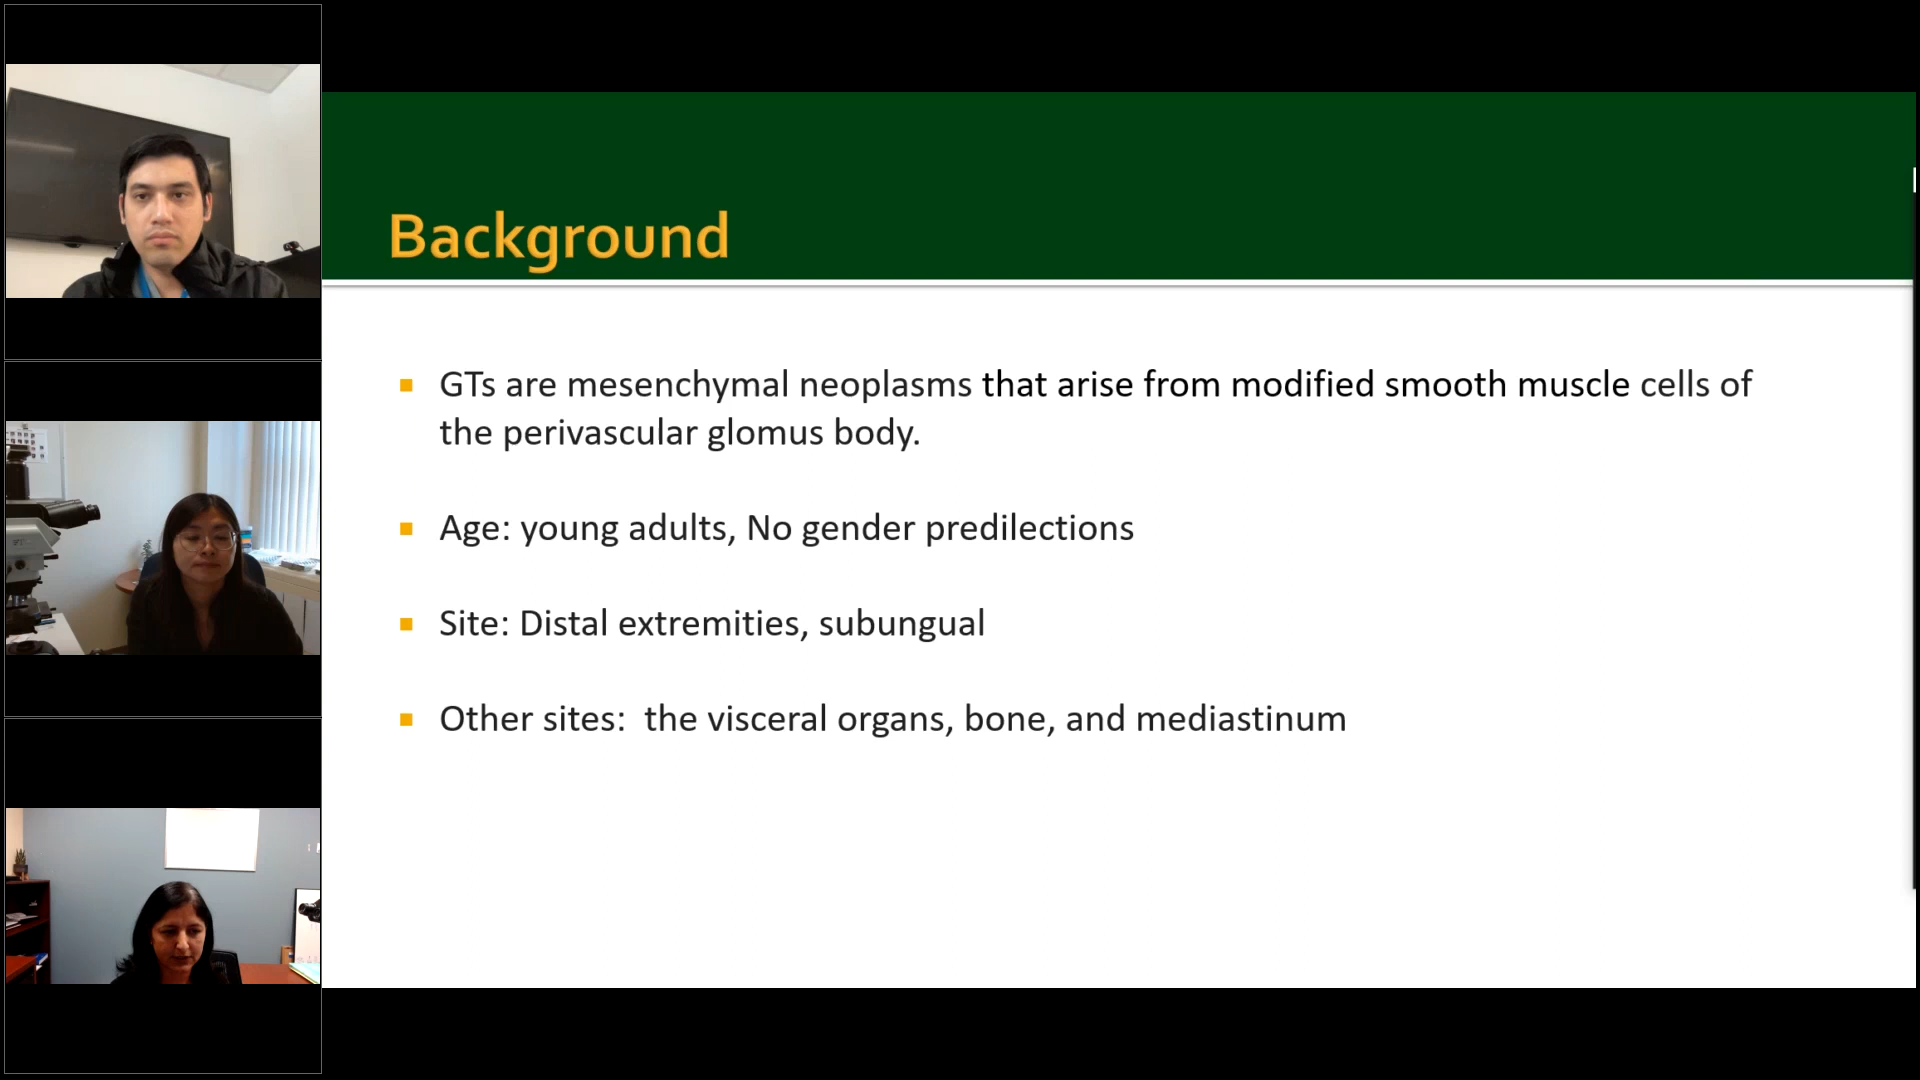 Background
GTs are mesenchymal neoplasms that arise from modified smooth muscle cells of
the perivascular glomus body.
Age: young adults, No gender predilections
Site: Distal extremities, subungual
Other sites:  the visceral organs, bone, and mediastinum